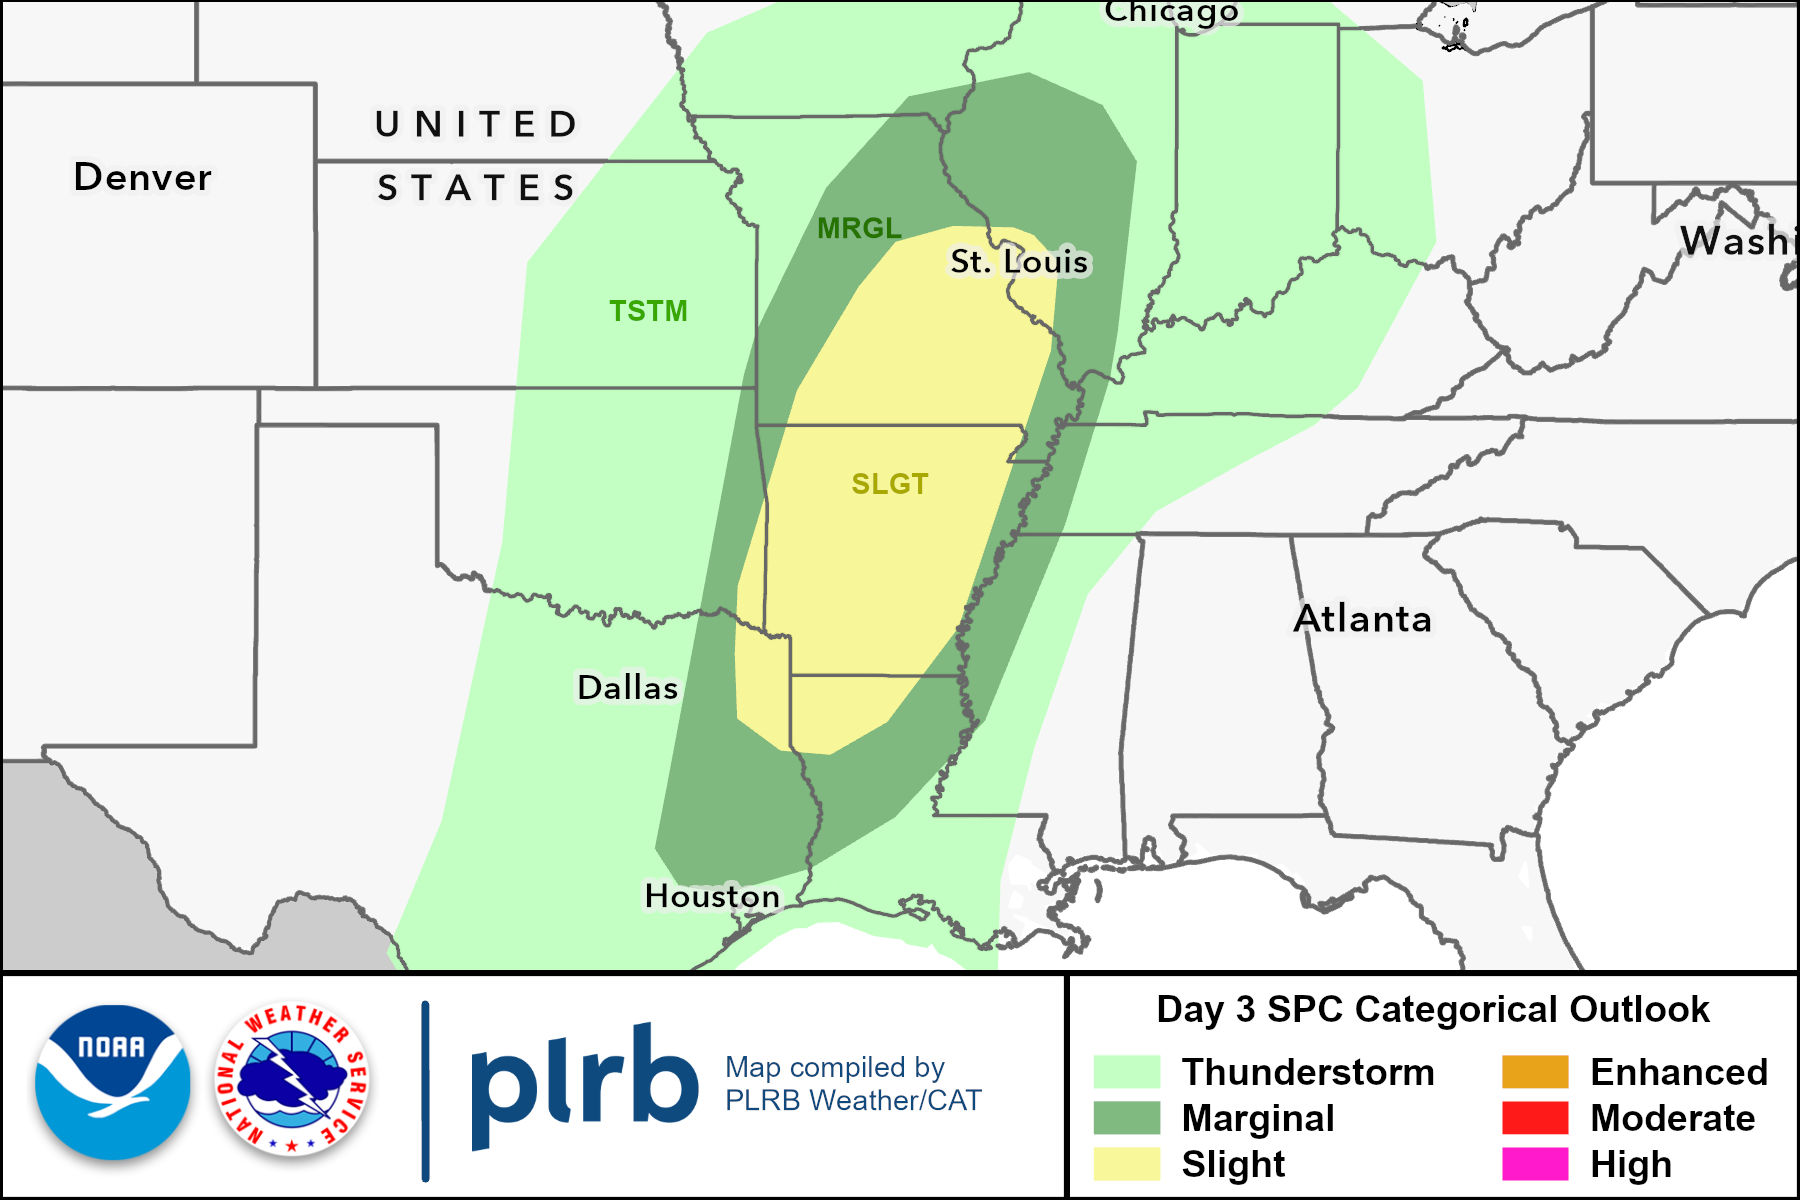 Chicago
UNITED
STATES
Denver
MRGL
St. Louis
Washi
TSTM
SLGT
Atlanta
Dallas
Houston
NOAA
NATIONAL WEATHER SERVICE
plrb
Map compiled by
PLRB Weather/CAT
Day 3 SPC Categorical Outlook
Thunderstorm
Marginal
Slight
Enhanced
Moderate
High